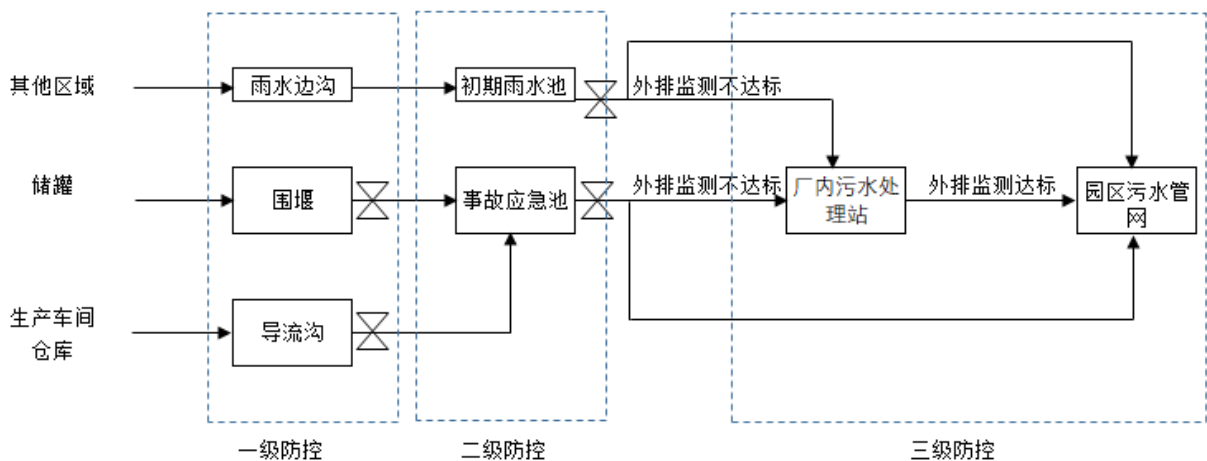 其他区域
雨水边沟
初期雨水池
外排监测不达标
储罐
围堰
事故应急池
外排监测不达标
厂内污水处
理站
外排监测达标
园区污水管
网
生产车间
仓库
导流沟
一级防控
二级防控
三级防控